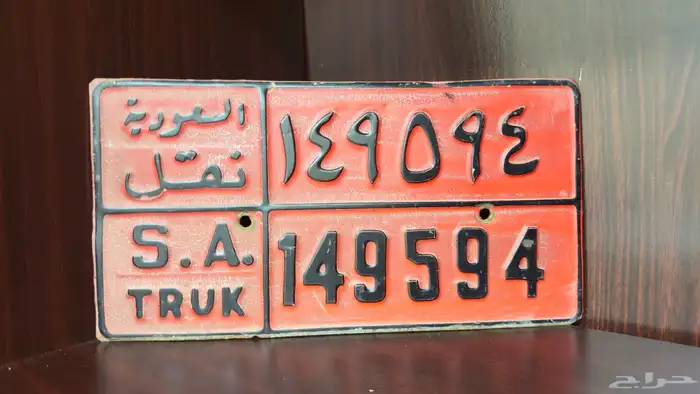 السعودية
نقل
١٤٩٥٩٤
S.A.
TRUK
149594
حراج